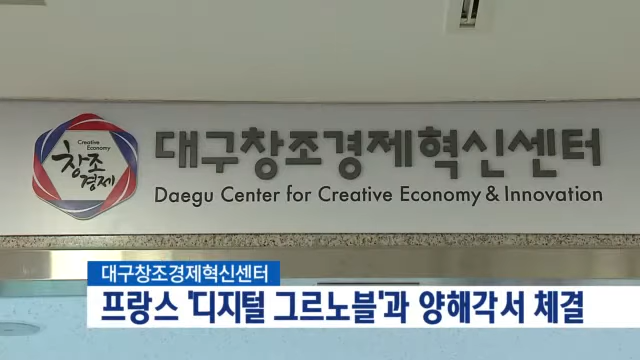 Creative
Economy
창조
경제
대구창조경제혁신센터
Daegu Center for Creative Economy & Innovation
대구창조경제혁신센터
프랑스 '디지털 그르노블'과 양해각서 체결